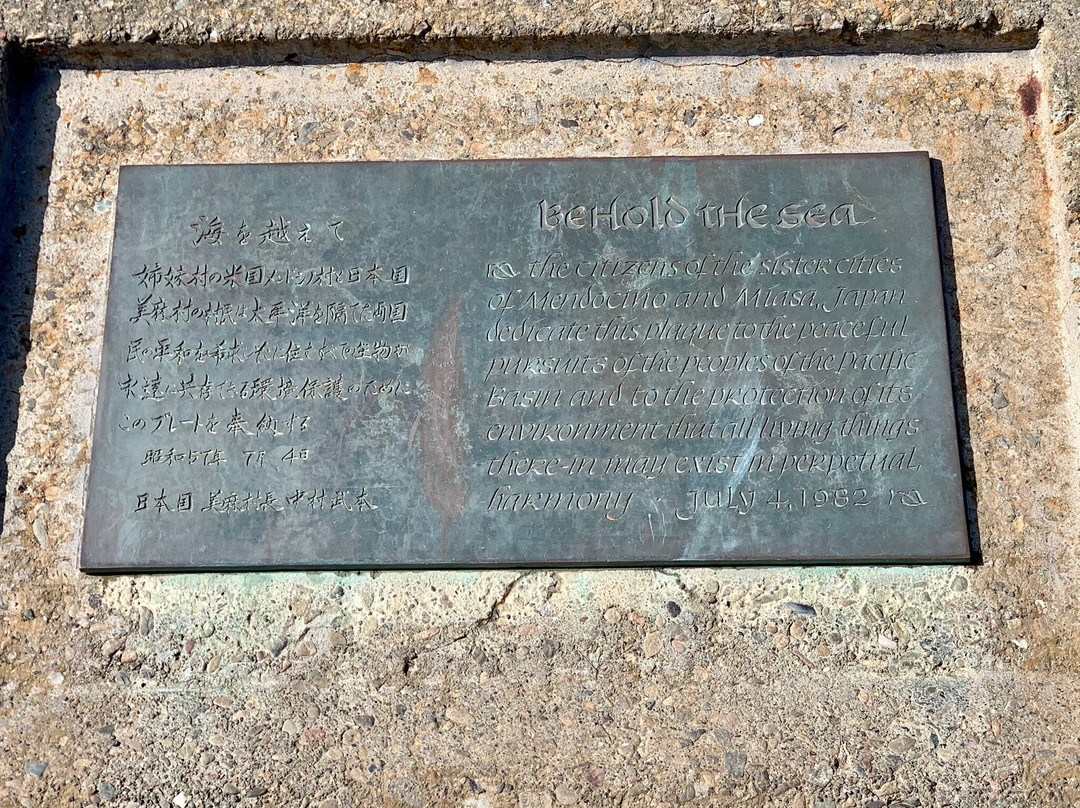 海を越えて
姉妹村の米国メンドシノ村と日本国
美麻村の村民は太平洋を隔てた両国
民の平和を希求しともに住むすべての生物が
永遠に共存できる環境保護のために
このプレートを奉納する
昭和57年 7月 4日
日本国 美麻村長 中村武本
BEHOLD THE SEA
the citizens of the sister cities
of Mendocino and Miasa, Japan
dedicate this plaque to the peaceful
pursuits of the peoples of the Pacific
Basin and to the protection of its
environment that all living things
there-in may exist in perpetual
harmony. JULY 4, 1982